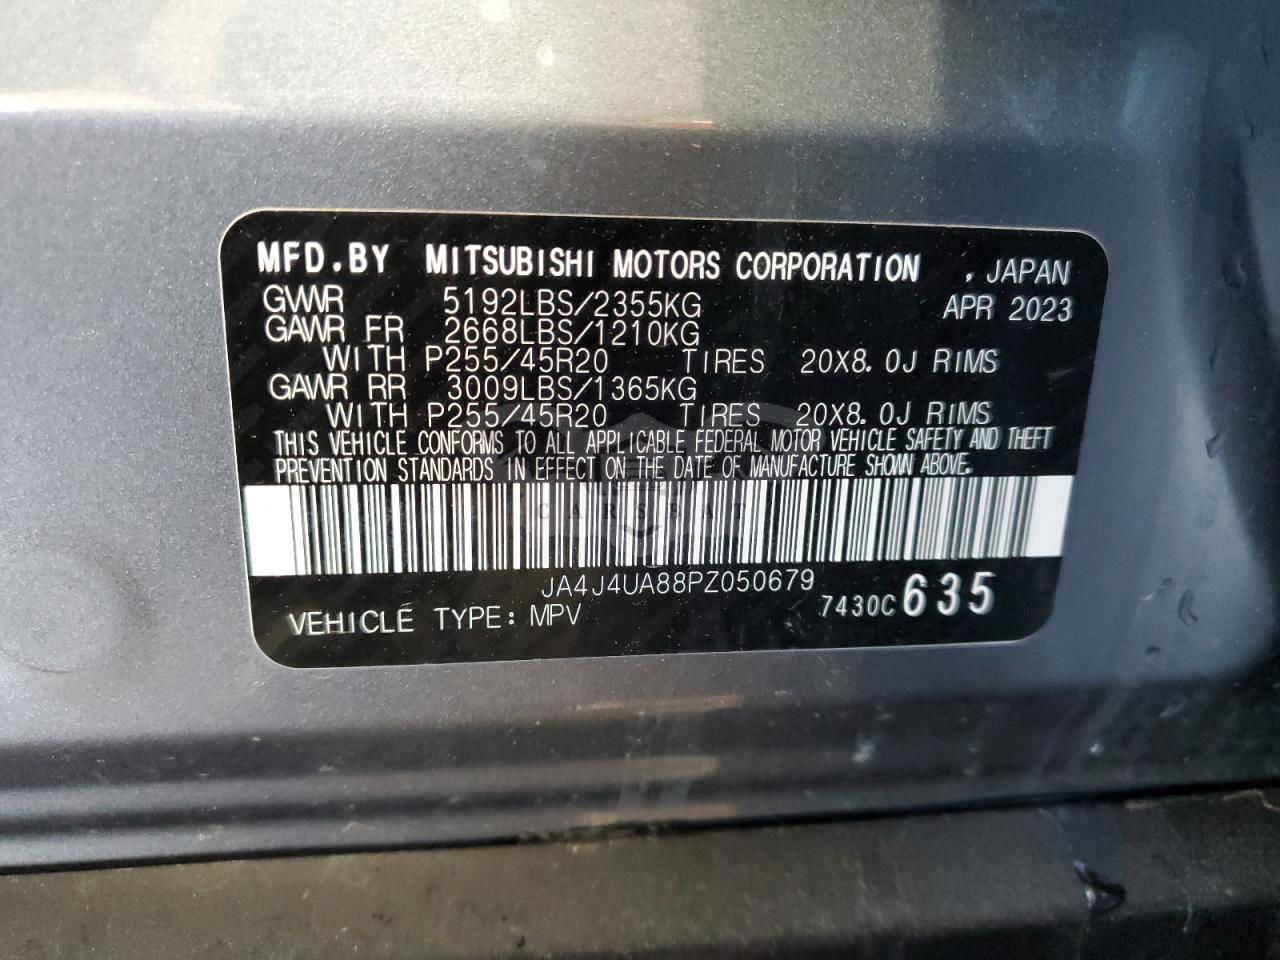 MFD.BY MITSUBISHI MOTORS CORPORATION , JAPAN
GVWR 5192LBS/2355KG APR 2023
GAWR FR 2668LBS/1210KG
WITH P255/45R20 TIRES 20X8.0J RIMS
GAWR RR 3009LBS/1365KG
WITH P255/45R20 TIRES 20X8.0J RIMS
THIS VEHICLE CONFORMS TO ALL APPLICABLE FEDERAL MOTOR VEHICLE SAFETY AND THEFT
PREVENTION STANDARDS IN EFFECT ON THE DATE OF MANUFACTURE SHOWN ABOVE.
CARSBAT
JA4J4UA88PZ050679
VEHICLE TYPE: MPV 7430C 635